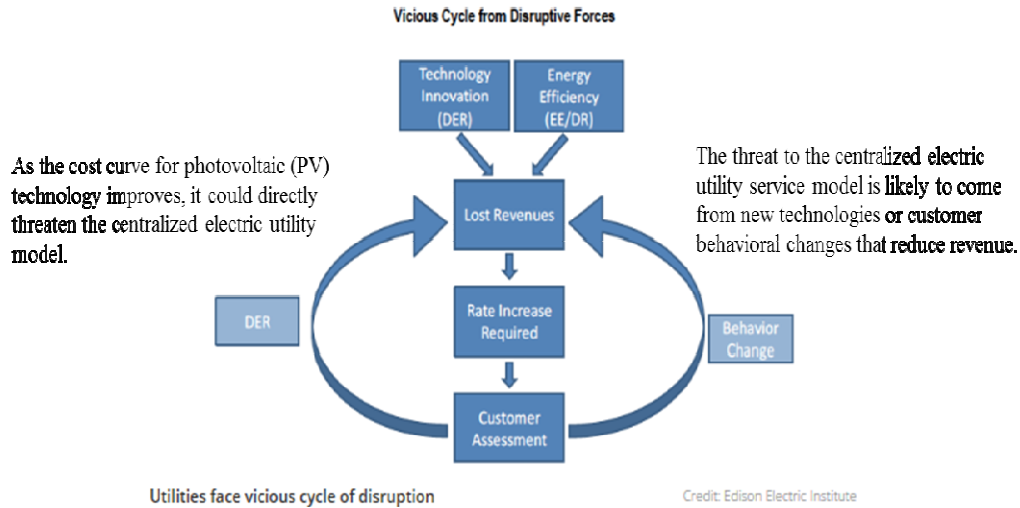 Vicious Cycle from Disruptive Forces
Technology
Innovation
(DER)
Energy
Efficiency
(EE/DR)
As the cost curve for photovoltaic (PV)
technology improves, it could directly
threaten the centralized electric utility
model.
The threat to the centralized electric
utility service model is likely to come
from new technologies or customer
behavioral changes that reduce revenue.
Lost Revenues
DER
Rate Increase
Required
Behavior
Change
Customer
Assessment
Utilities face vicious cycle of disruption
Credit: Edison Electric Institute